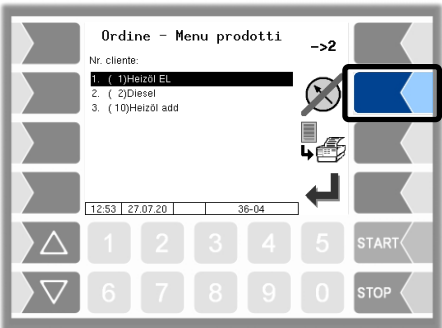 Ordine - Menu prodotti
-->2
Nr. cliente:
1. ( 1)Heizöl EL
2. ( 2)Diesel
3. ( 10)Heizöl add
12:53 27.07.20 36-04
1 2 3 4 5 START
6 7 8 9 0 STOP